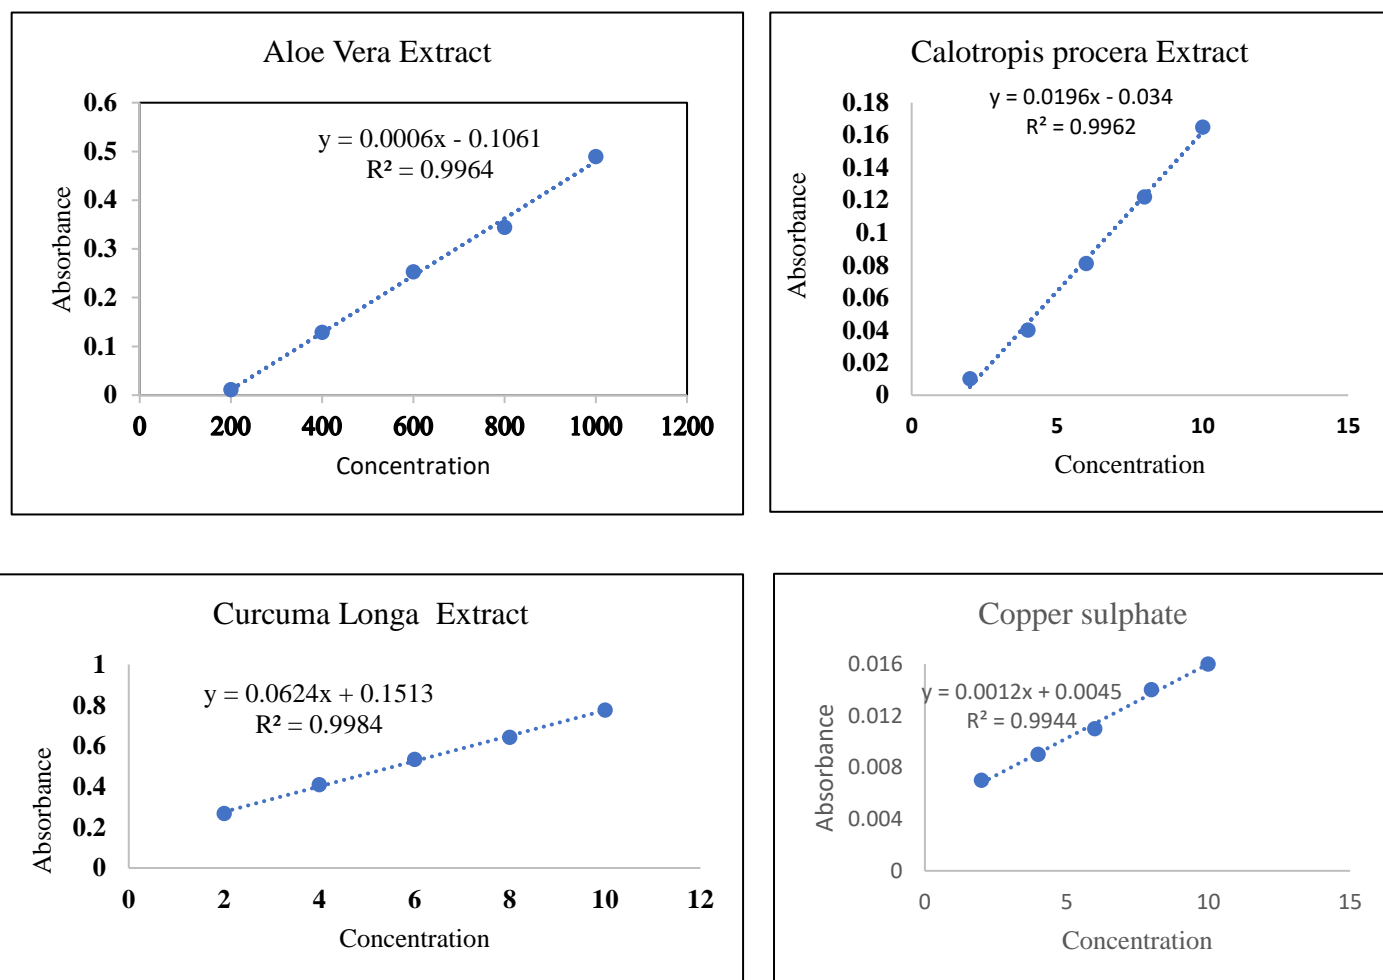 Aloe Vera Extract
y = 0.0006x - 0.1061
R² = 0.9964
0.6
0.5
0.4
0.3
0.2
0.1
0
Absorbance
0 200 400 600 800 1000 1200
Concentration
Calotropis procera Extract
y = 0.0196x - 0.034
R² = 0.9962
0.18
0.16
0.14
0.12
0.1
0.08
0.06
0.04
0.02
0
Absorbance
0 5 10 15
Concentration
Curcuma Longa Extract
y = 0.0624x + 0.1513
R² = 0.9984
1
0.8
0.6
0.4
0.2
0
Absorbance
0 2 4 6 8 10 12
Concentration
Copper sulphate
y = 0.0012x + 0.0045
R² = 0.9944
0.016
0.012
0.008
0.004
0
Absorbance
0 5 10 15
Concentration